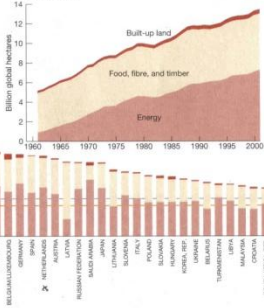 14
12
10
8
6
4
2
0
Billion global hectares
Built-up land
Food, fibre, and timber
Energy
1960 1965 1970 1975 1980 1985 1990 1995 2000
BELGIUM/LUXEMBOURG
GERMANY
SPAIN
NETHERLANDS
AUSTRIA
LATVIA
RUSSIAN FEDERATION
SAUDI ARABIA
JAPAN
LITHUANIA
SLOVENIA
ITALY
POLAND
SLOVAKIA
HUNGARY
KOREA, REP.
UKRAINE
BELARUS
TURKMENISTAN
LIBYA
MALAYSIA
CROATIA